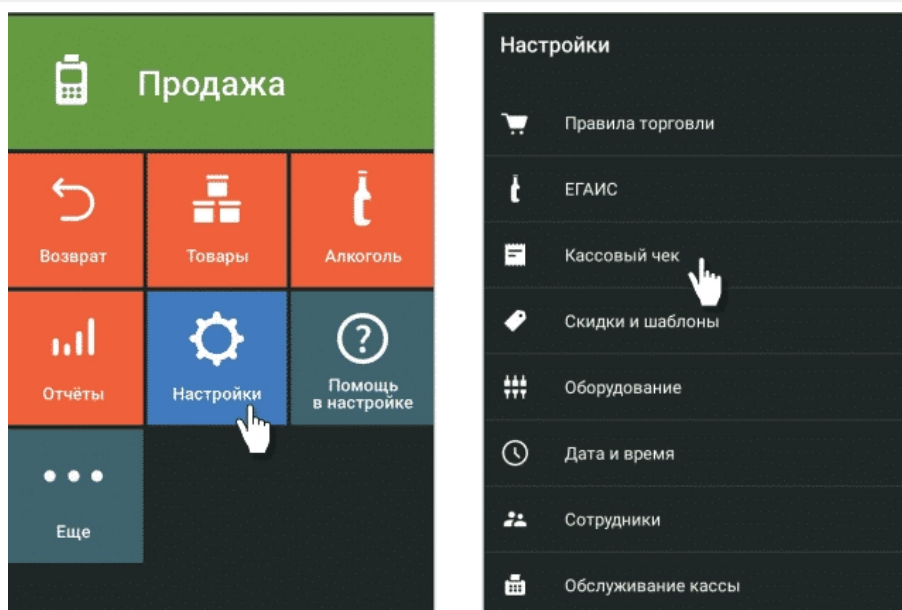 Продажа
Возврат
Товары
Алкоголь
Отчёты
Настройки
Помощь
в настройке
Еще
Настройки
Правила торговли
ЕГАИС
Кассовый чек
Скидки и шаблоны
Оборудование
Дата и время
Сотрудники
Обслуживание кассы